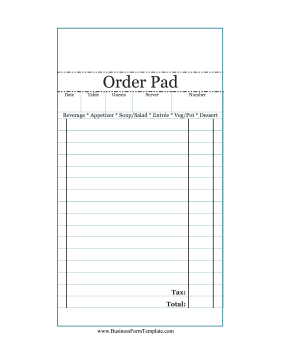 Order Pad
Date Table Guests Server Number
Beverage * Appetizer * Soup/Salad * Entrée * Veg/Pot * Dessert
Tax:
Total:
www.BusinessFormTemplate.com